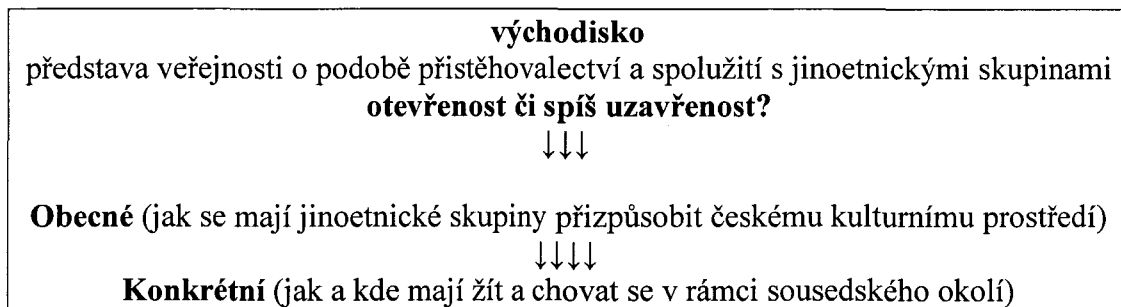 východisko
představa veřejnosti o podobě přistěhovalectví a spolužití s jinoetnickými skupinami
otevřenost či spíš uzavřenost?
↓↓↓
Obecné (jak se mají jinoetnické skupiny přizpůsobit českému kulturnímu prostředí)
↓↓↓↓
Konkrétní (jak a kde mají žít a chovat se v rámci sousedského okolí)